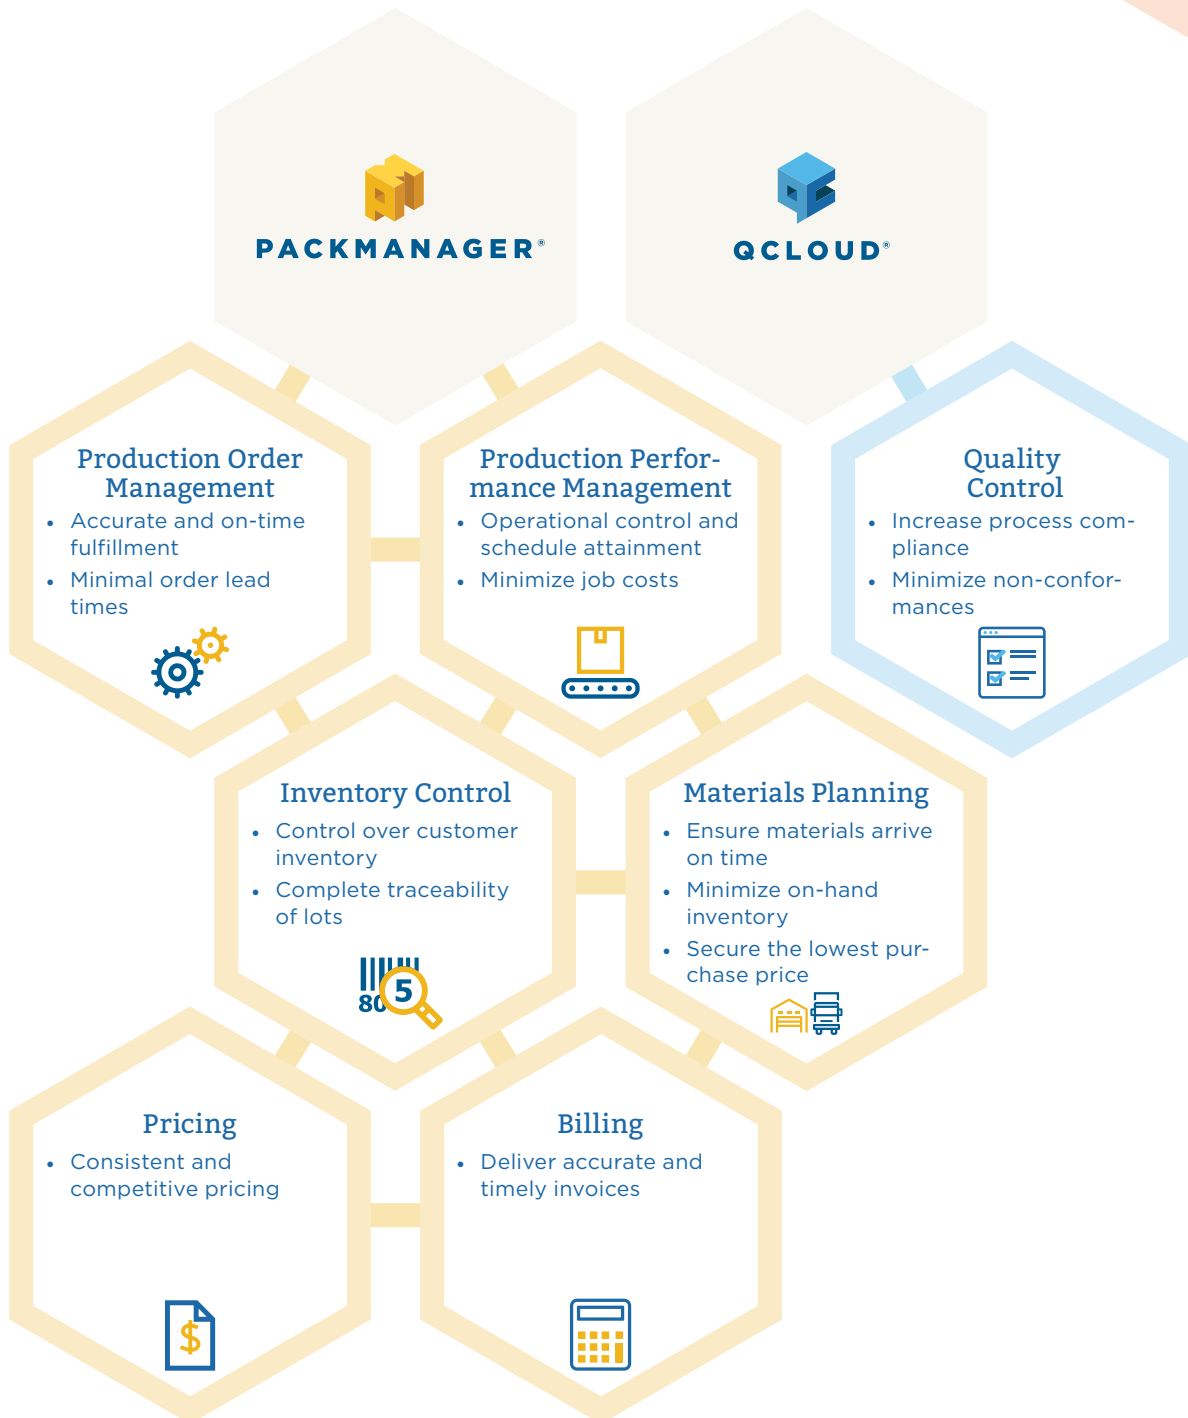 PACKMANAGER®
QCLOUD®
Production Order
Management
• Accurate and on-time
fulfillment
• Minimal order lead
times
Production Perfor-
mance Management
• Operational control and
schedule attainment
• Minimize job costs
Quality
Control
• Increase process com-
pliance
• Minimize non-confor-
mances
Inventory Control
• Control over customer
inventory
• Complete traceability
of lots
80
5
Materials Planning
• Ensure materials arrive
on time
• Minimize on-hand
inventory
• Secure the lowest pur-
chase price
Pricing
• Consistent and
competitive pricing
$
Billing
• Deliver accurate and
timely invoices